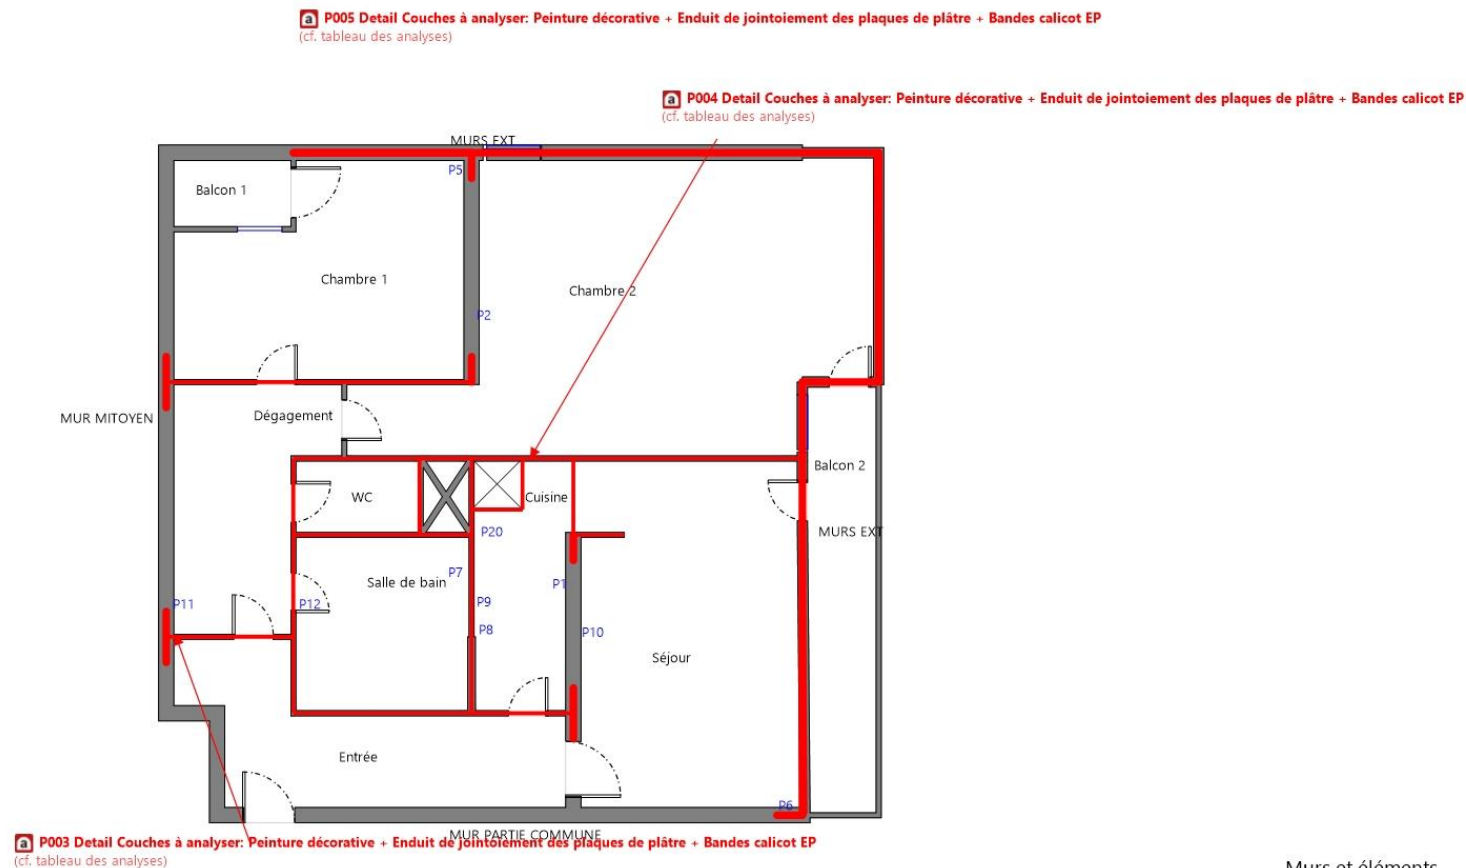 a P005 Detail Couches à analyser: Peinture décorative + Enduit de jointoiement des plaques de plâtre + Bandes calicot EP
(cf. tableau des analyses)
a P004 Detail Couches à analyser: Peinture décorative + Enduit de jointoiement des plaques de plâtre + Bandes calicot EP
(cf. tableau des analyses)
MURS EXT
P5
Balcon 1
Chambre 1
Chambre 2
P2
MUR MITOYEN
Dégagement
Balcon 2
WC
Cuisine
P20
MURS EXT
Salle de bain
P7
P1
P11
P12
P9
P8
P10
Séjour
Entrée
P6
MUR PARTIE COMMUNE
a P003 Detail Couches à analyser: Peinture décorative + Enduit de jointoiement des plaques de plâtre + Bandes calicot EP
(cf. tableau des analyses)
Murs et éléments